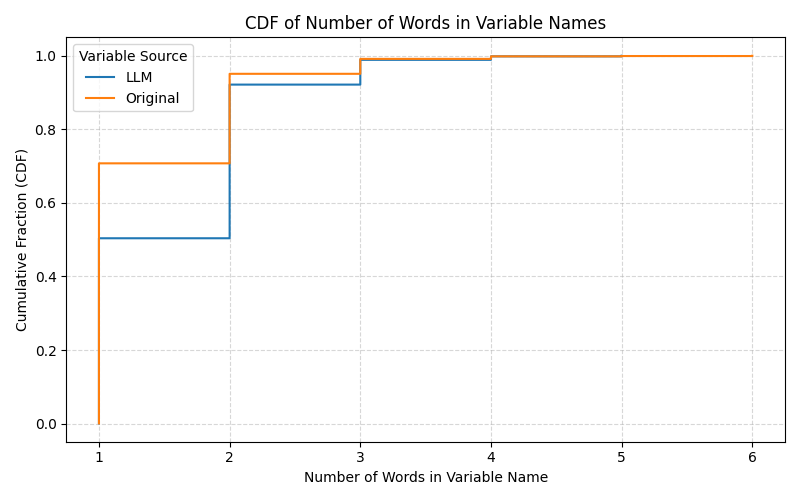 CDF of Number of Words in Variable Names
Variable Source
LLM
Original
1.0
0.8
0.6
0.4
0.2
0.0
Cumulative Fraction (CDF)
1 2 3 4 5 6
Number of Words in Variable Name